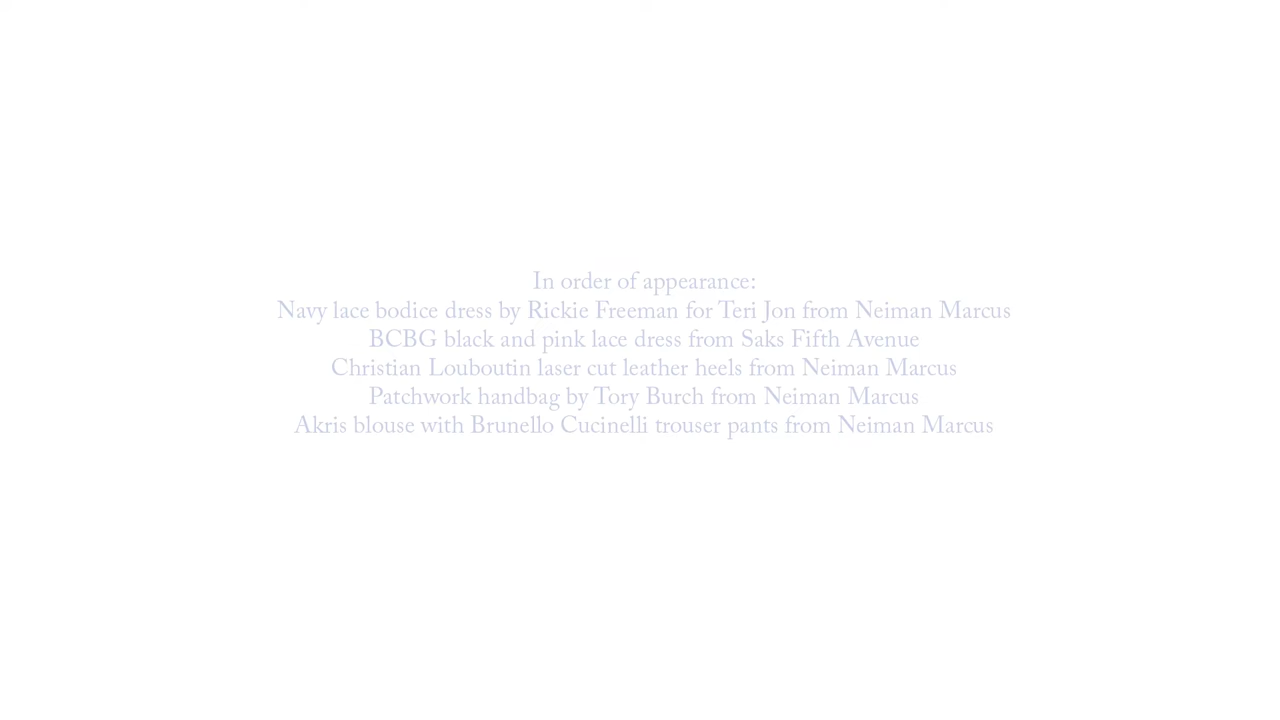 In order of appearance:
Navy lace bodice dress by Rickie Freeman for Teri Jon from Neiman Marcus
BCBG black and pink lace dress from Saks Fifth Avenue
Christian Louboutin laser cut leather heels from Neiman Marcus
Patchwork handbag by Tory Burch from Neiman Marcus
Akris blouse with Brunello Cucinelli trouser pants from Neiman Marcus